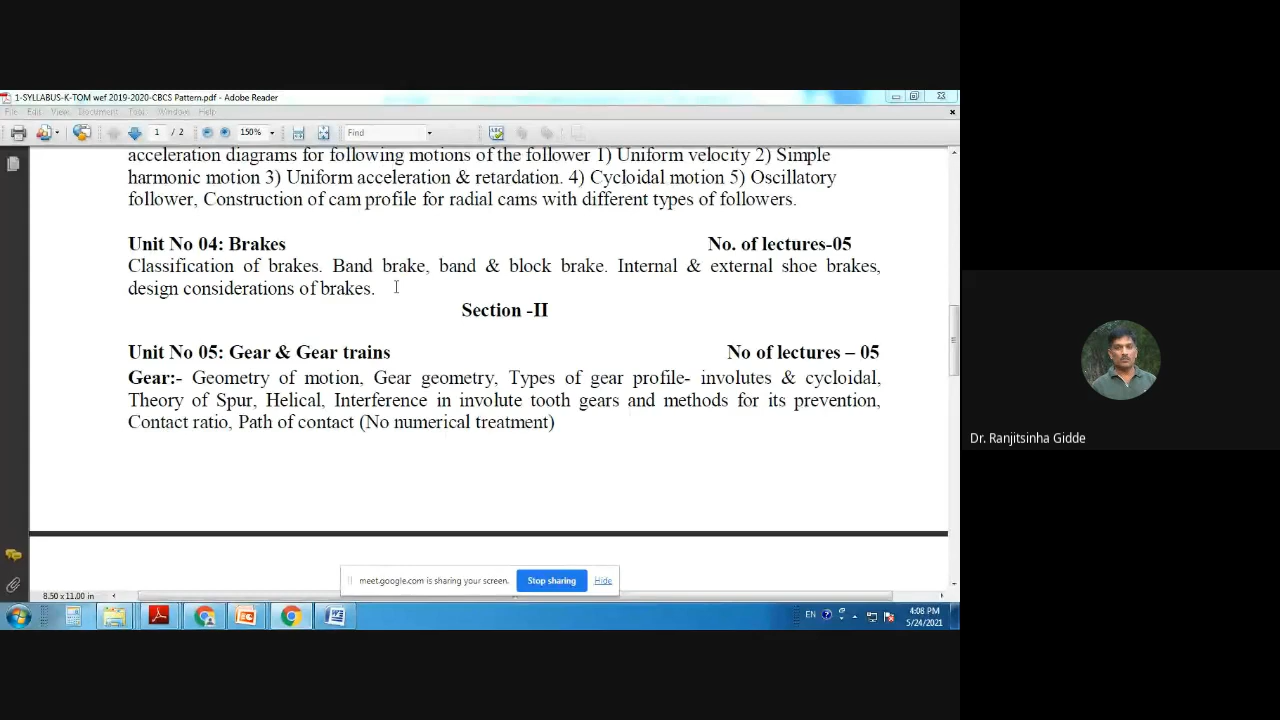 1-SYLLABUS-K-TOM wef 2019-2020-CBCS Pattern.pdf - Adobe Reader
File Edit View Document Tools Windows Help
1 / 2 150% Find
acceleration diagrams for following motions of the follower 1) Uniform velocity 2) Simple
harmonic motion 3) Uniform acceleration & retardation. 4) Cycloidal motion 5) Oscillatory
follower, Construction of cam profile for radial cams with different types of followers.
Unit No 04: Brakes No. of lectures-05
Classification of brakes. Band brake, band & block brake. Internal & external shoe brakes,
design considerations of brakes.
Section -II
Unit No 05: Gear & Gear trains No of lectures – 05
Gear:- Geometry of motion, Gear geometry, Types of gear profile- involutes & cycloidal,
Theory of Spur, Helical, Interference in involute tooth gears and methods for its prevention,
Contact ratio, Path of contact (No numerical treatment)
Dr. Ranjitsinha Gidde
meet.google.com is sharing your screen. Stop sharing Hide
8.50 x 11.00 in
EN 4:08 PM
5/24/2021